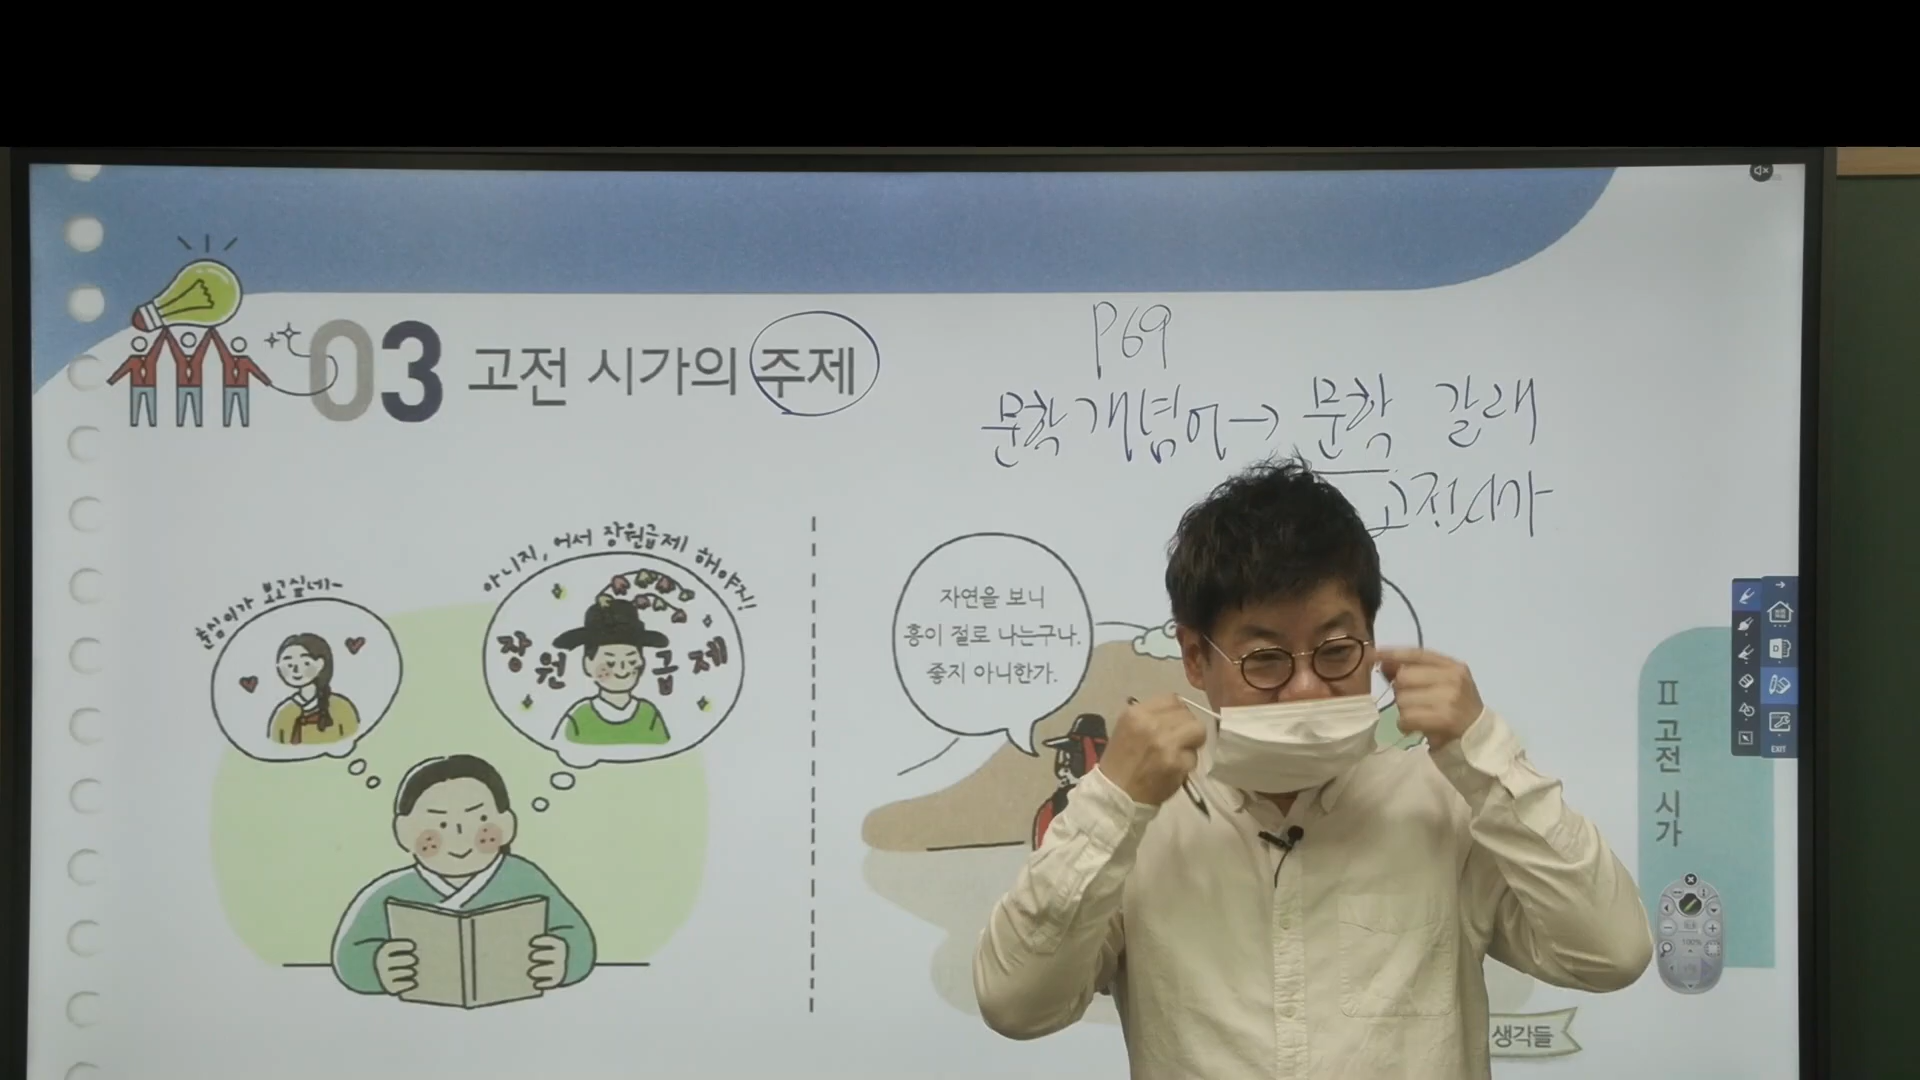 03 고전 시가의 주제
P69
문학개념어→문학 갈래
고전시가
춘심이가 보고싶네~
아니지, 어서 장원급제 해야지!
장원급제
자연을 보니
흥이 절로 나는구나.
좋지 아니한가.
II 고전 시가
EXIT
100%
생각들